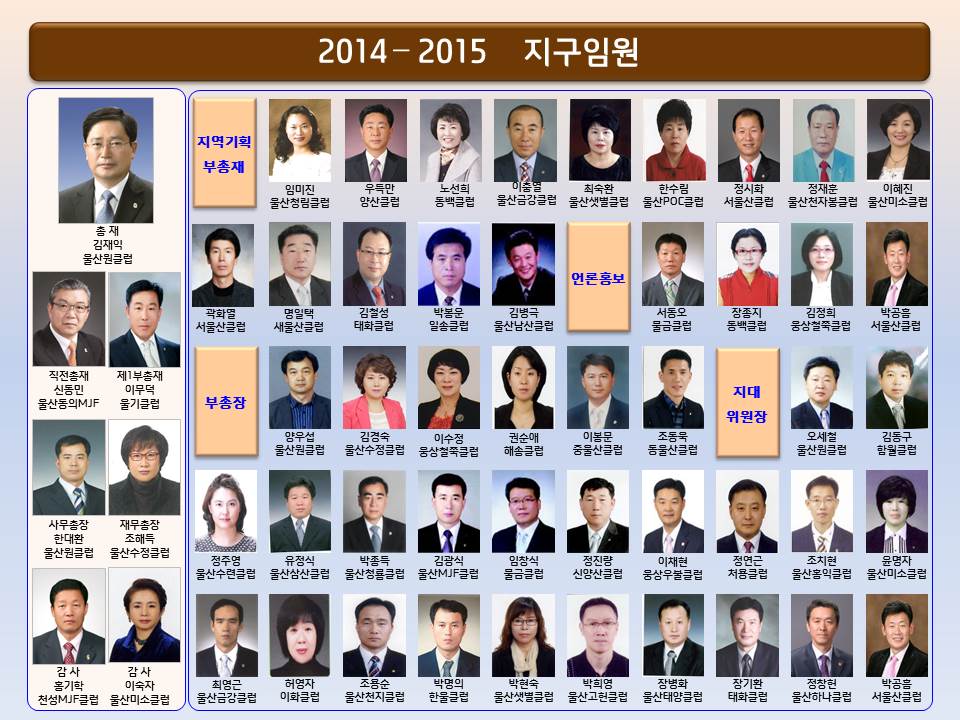 2014 – 2015 지구임원
총 재
김재익
울산원클럽
직전총재
신동민
울산동의MJF
제1부총재
이무덕
울기클럽
사무총장
한대환
울산원클럽
재무총장
조해득
울산수정클럽
감 사
홍기학
천성MJF클럽
감 사
이숙자
울산미소클럽
지역기획
부총재
임미진
울산청림클럽
우득만
양산클럽
노선희
동백클럽
이충열
울산금강클럽
최숙환
울산샛별클럽
한수림
울산POC클럽
정시화
서울산클럽
정재훈
울산천자봉클럽
이혜진
울산미소클럽
곽화열
서울산클럽
명일택
새울산클럽
김철성
태화클럽
박봉운
일송클럽
김병극
울산남산클럽
언론홍보
서동오
물금클럽
장종지
동백클럽
김정희
웅상철쭉클럽
박공흠
서울산클럽
부총장
양우섭
울산원클럽
김경숙
울산수정클럽
이수정
웅상철쭉클럽
권순애
해송클럽
이봉문
중울산클럽
조동묵
동울산클럽
지대
위원장
오세철
울산원클럽
김동구
함월클럽
정주영
울산수련클럽
유정식
울산삼산클럽
박종득
울산청율클럽
김광식
울산MJF클럽
임창식
물금클럽
정진량
신양산클럽
이채현
웅상우불클럽
정연근
처용클럽
조치현
울산홍익클럽
윤명자
울산미소클럽
최영근
울산금강클럽
허영자
이화클럽
조용순
울산천지클럽
박명의
한울클럽
박현숙
울산샛별클럽
박희영
울산고헌클럽
장병화
울산태양클럽
장기환
태화클럽
정창헌
울산하나클럽
박공흠
서울산클럽